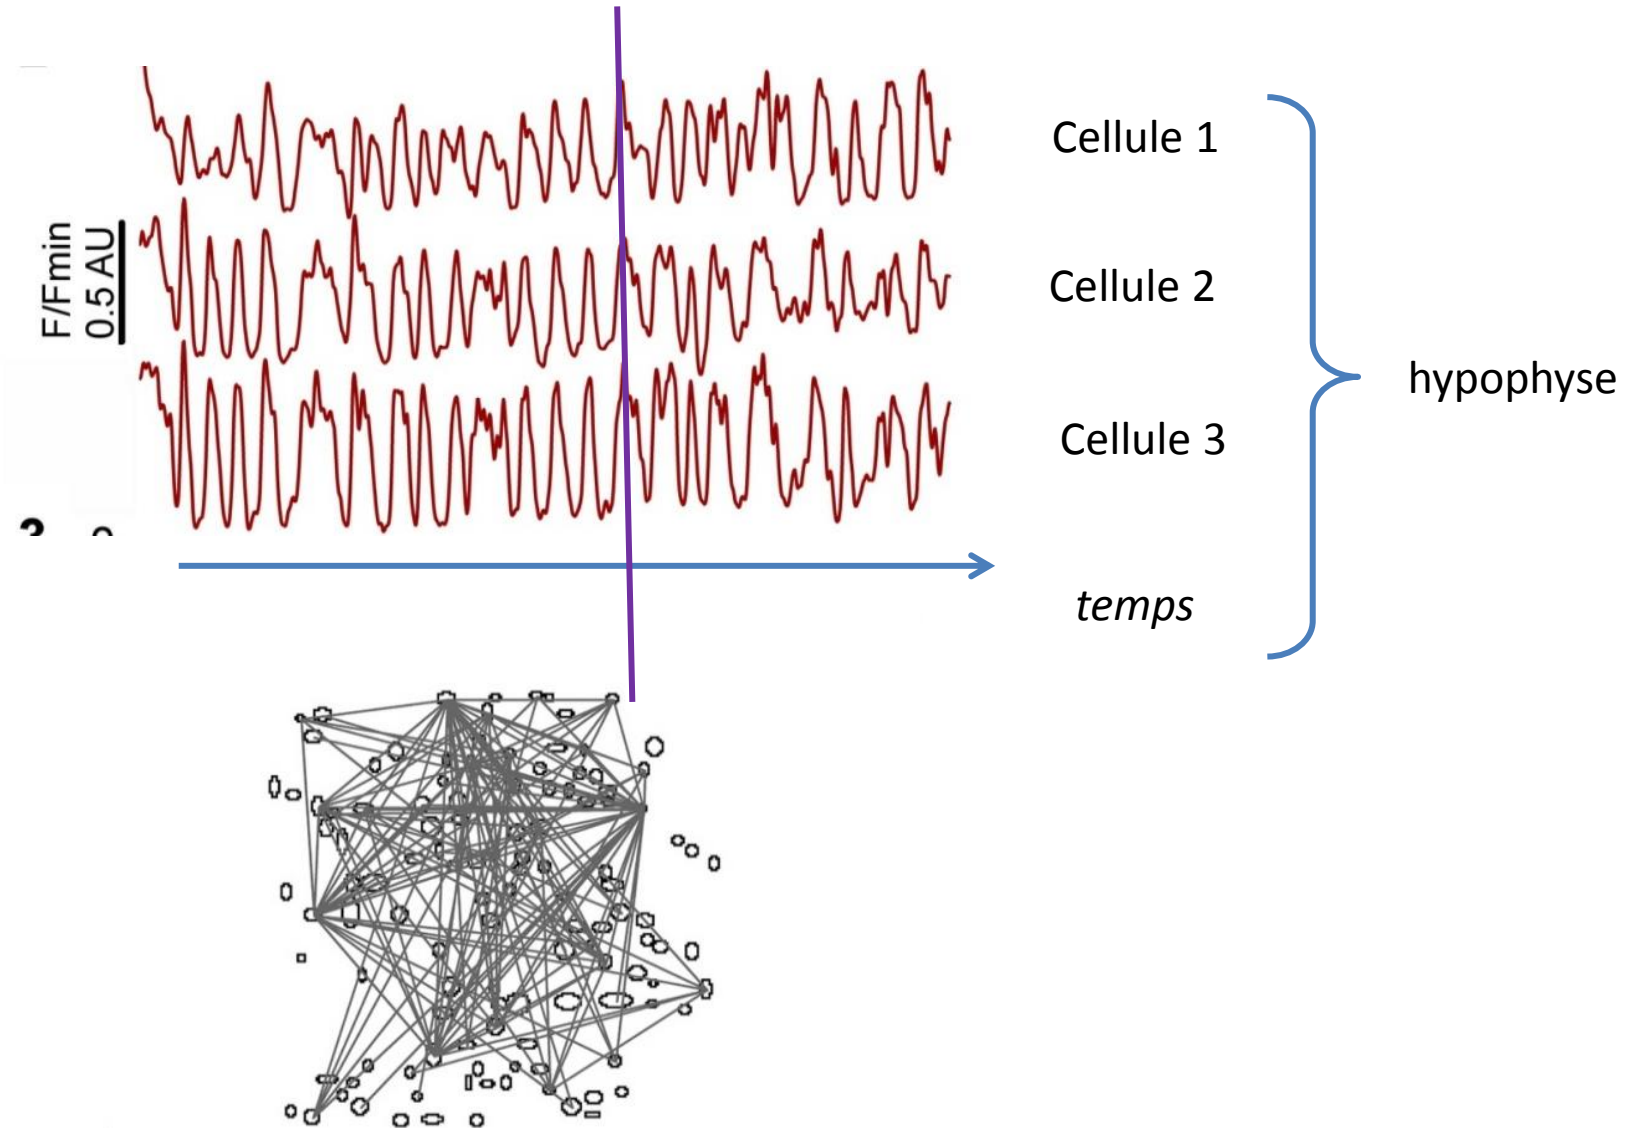 F/Fmin
0.5 AU
Cellule 1
Cellule 2
Cellule 3
hypophyse
temps